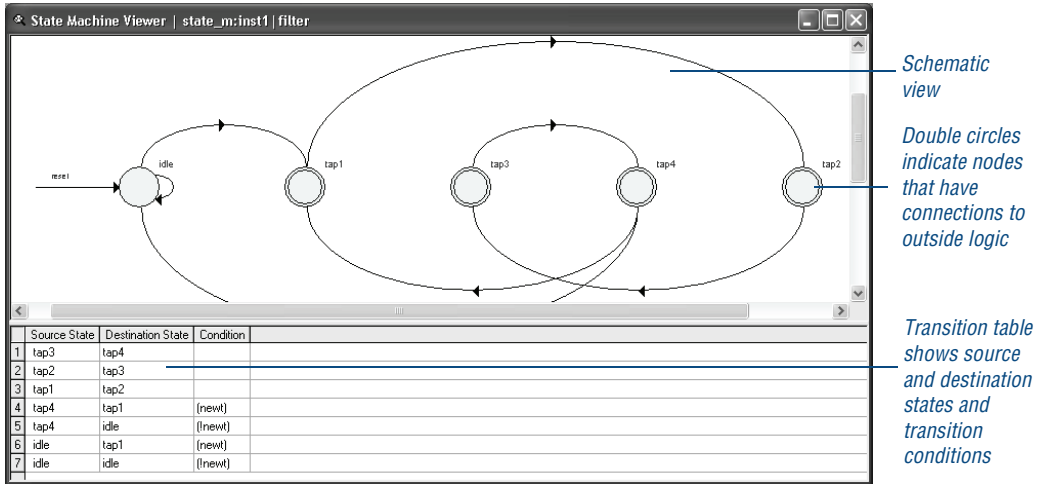 State Machine Viewer | state_m:inst1|filter
Schematic
view
Double circles
indicate nodes
that have
connections to
outside logic
idle
tap1
tap3
tap4
tap2
reset
Source State Destination State Condition
1 tap3 tap4
2 tap2 tap3
3 tap1 tap2
4 tap4 tap1 (newt)
5 tap4 idle (!newt)
6 idle tap1 (newt)
7 idle idle (!newt)
Transition table
shows source
and destination
states and
transition
conditions